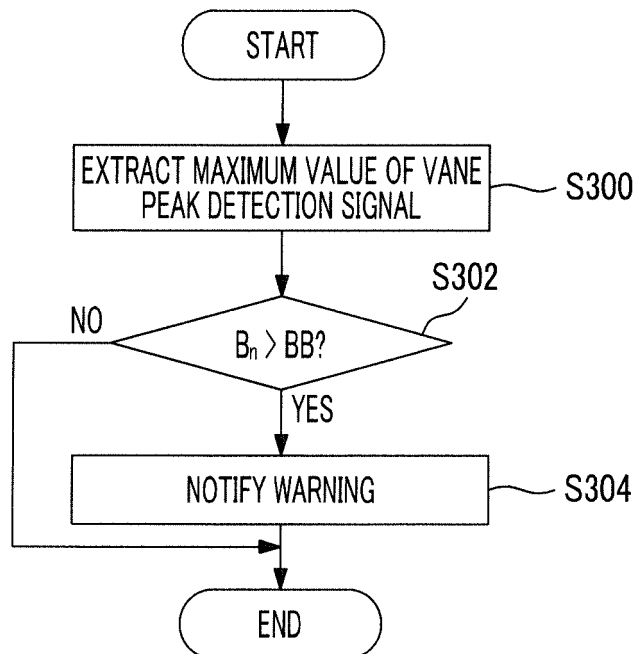 START
EXTRACT MAXIMUM VALUE OF VANE
PEAK DETECTION SIGNAL
S300
S302
NO
Bn > BB?
YES
NOTIFY WARNING
S304
END